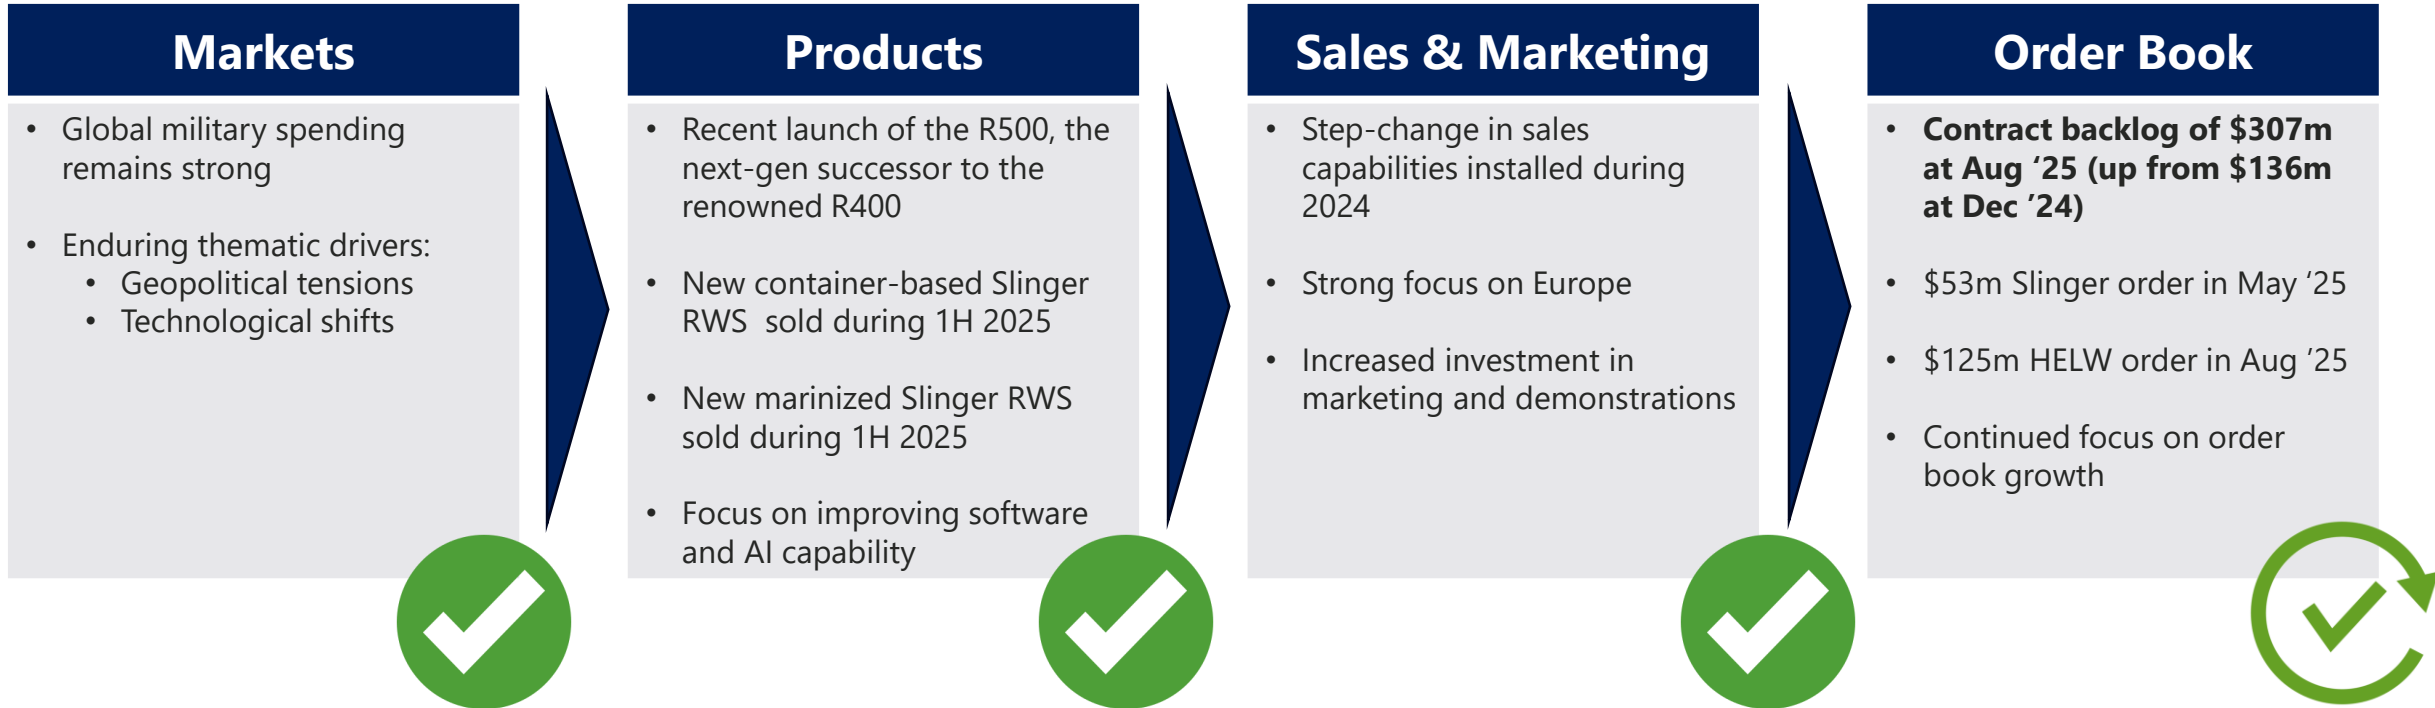 Markets
• Global military spending
remains strong
• Enduring thematic drivers:
• Geopolitical tensions
• Technological shifts
Products
• Recent launch of the R500, the
next-gen successor to the
renowned R400
• New container-based Slinger
RWS  sold during 1H 2025
• New marinized Slinger RWS
sold during 1H 2025
• Focus on improving software
and AI capability
Sales & Marketing
• Step-change in sales
capabilities installed during
2024
• Strong focus on Europe
• Increased investment in
marketing and demonstrations
Order Book
• Contract backlog of $307m
at Aug ‘25 (up from $136m
at Dec ’24)
• $53m Slinger order in May ‘25
• $125m HELW order in Aug ’25
• Continued focus on order
book growth